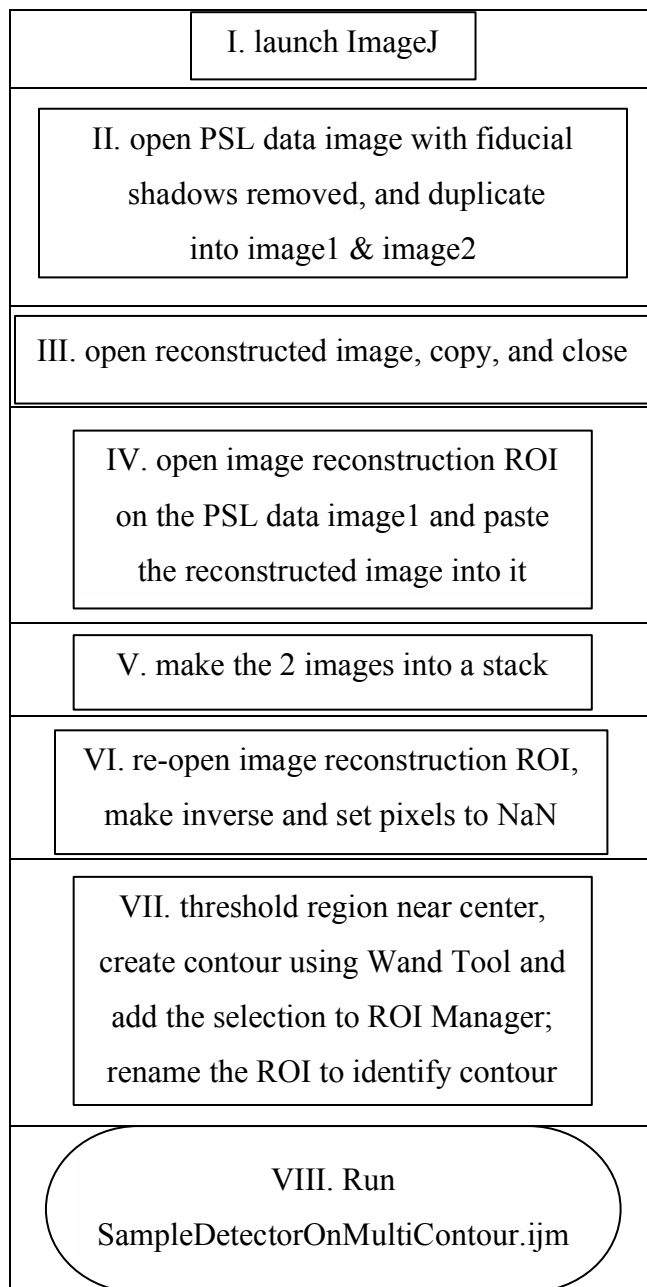 I. launch ImageJ
II. open PSL data image with fiducial
shadows removed, and duplicate
into image1 & image2
III. open reconstructed image, copy, and close
IV. open image reconstruction ROI
on the PSL data image1 and paste
the reconstructed image into it
V. make the 2 images into a stack
VI. re-open image reconstruction ROI,
make inverse and set pixels to NaN
VII. threshold region near center,
create contour using Wand Tool and
add the selection to ROI Manager;
rename the ROI to identify contour
VIII. Run
SampleDetectorOnMultiContour.ijm